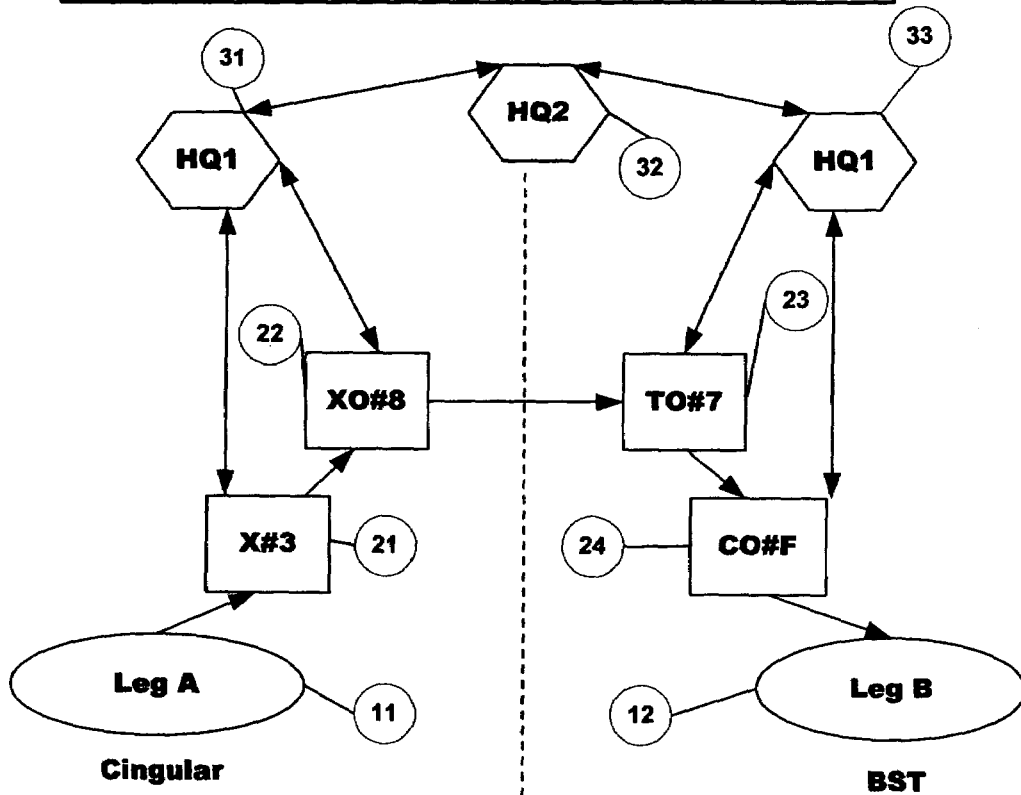 33
31
HQ2
HQ1
HQ1
32
23
22
XO#8
TO#7
X#3
21
24
CO#F
Leg A
Leg B
11
12
Cingular
BST